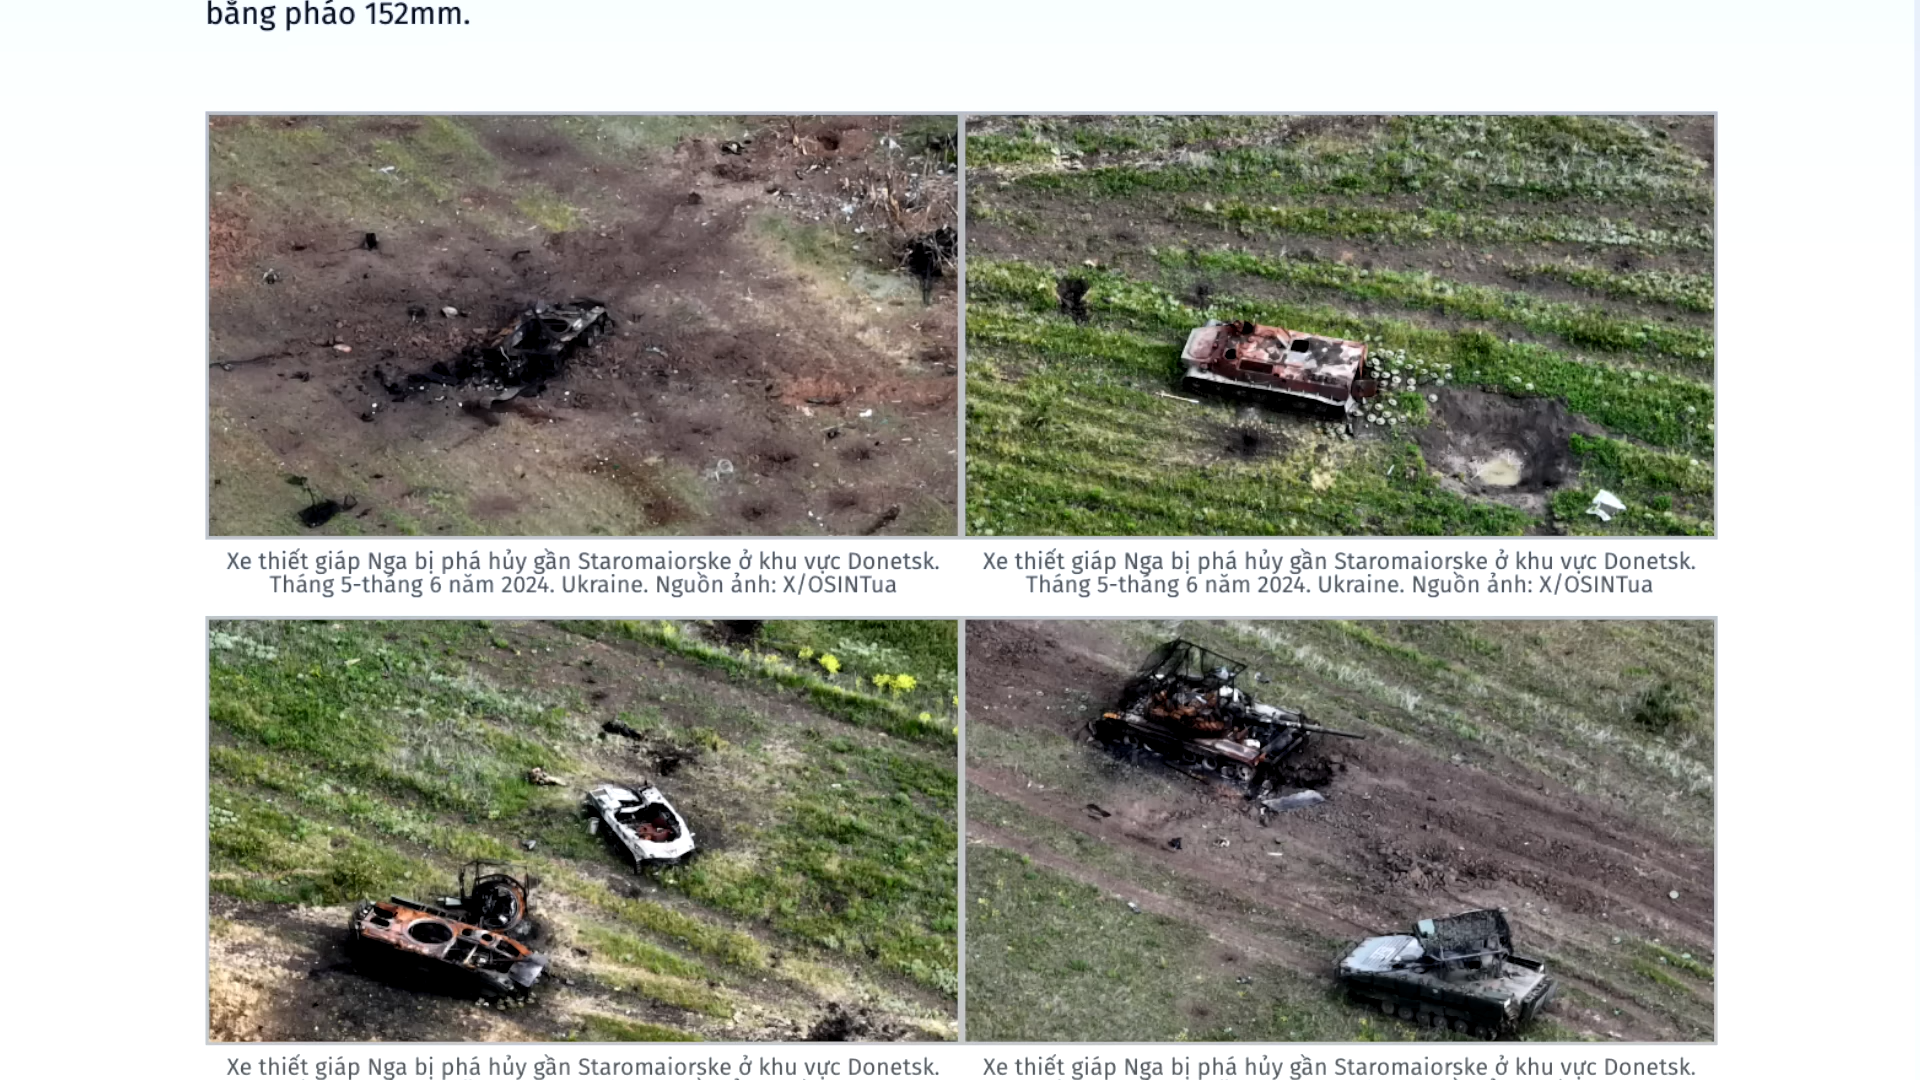 bằng pháo 152mm.
Xe thiết giáp Nga bị phá hủy gần Staromaiorske ở khu vực Donetsk.
Tháng 5-tháng 6 năm 2024. Ukraine. Nguồn ảnh: X/OSINTua
Xe thiết giáp Nga bị phá hủy gần Staromaiorske ở khu vực Donetsk.
Tháng 5-tháng 6 năm 2024. Ukraine. Nguồn ảnh: X/OSINTua
Xe thiết giáp Nga bị phá hủy gần Staromaiorske ở khu vực Donetsk.
Xe thiết giáp Nga bị phá hủy gần Staromaiorske ở khu vực Donetsk.